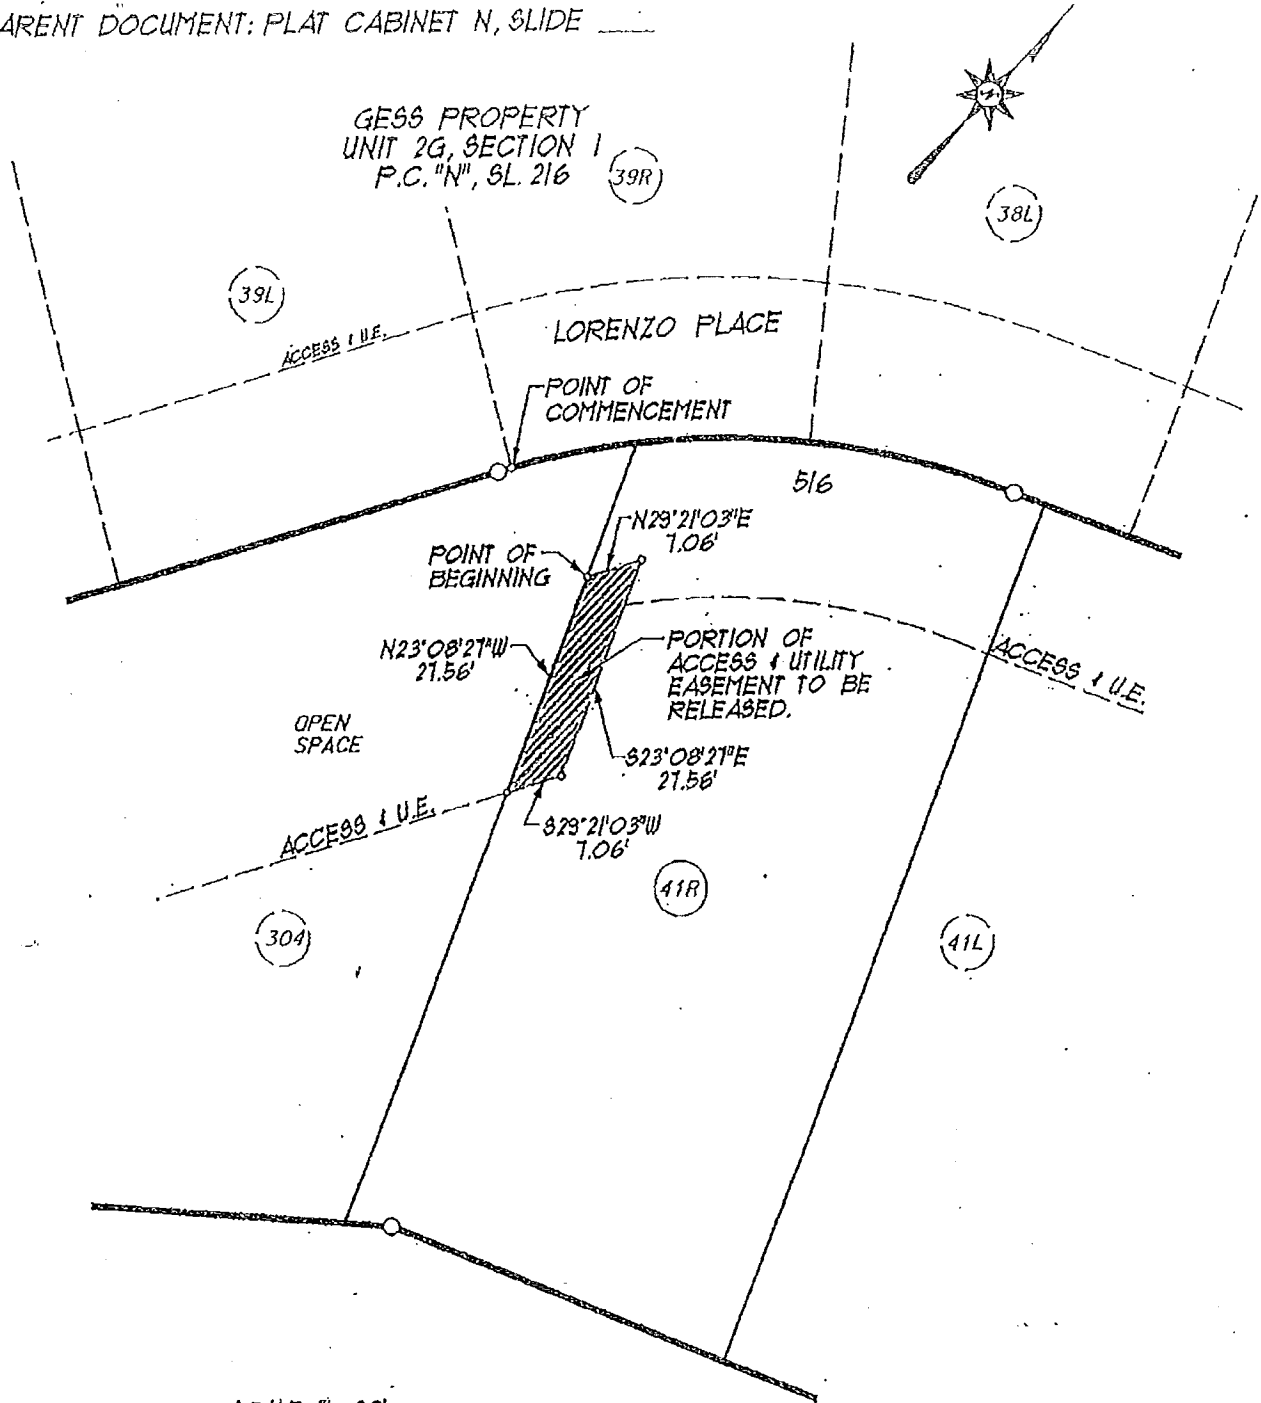 ARENT DOCUMENT: PLAT CABINET N, SLIDE
GESS PROPERTY
UNIT 2G, SECTION 1
P.C. "N", SL. 216
39R
38L
39L
ACCESS & U.E.
LORENZO PLACE
POINT OF
COMMENCEMENT
516
N29°21'03"E
7.06'
POINT OF
BEGINNING
N23°08'27"W
27.56'
PORTION OF
ACCESS & UTILITY
EASEMENT TO BE
RELEASED.
ACCESS & U.E.
OPEN
SPACE
S23°08'27"E
27.56'
ACCESS & U.E.
S29°21'03"W
7.06'
41R
304
41L